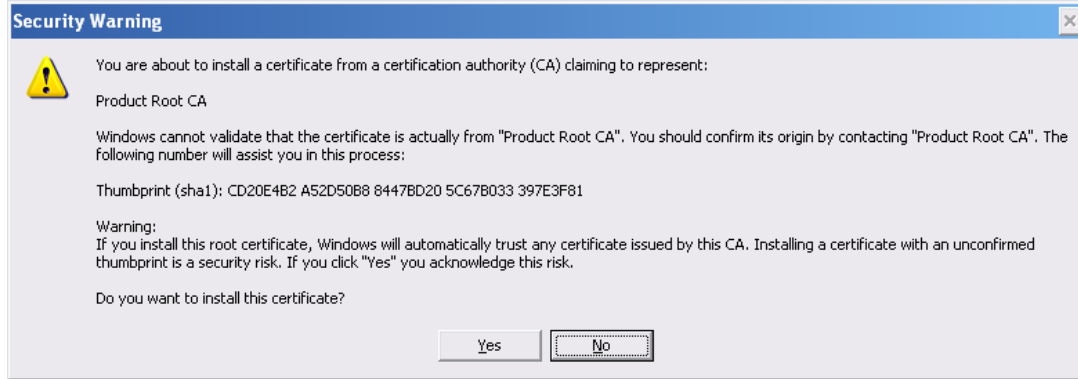 Security Warning
You are about to install a certificate from a certification authority (CA) claiming to represent:
Product Root CA
Windows cannot validate that the certificate is actually from "Product Root CA". You should confirm its origin by contacting "Product Root CA". The
following number will assist you in this process:
Thumbprint (sha1): CD20E4B2 A52D50B8 8447BD20 5C67B033 397E3F81
Warning:
If you install this root certificate, Windows will automatically trust any certificate issued by this CA. Installing a certificate with an unconfirmed
thumbprint is a security risk. If you click "Yes" you acknowledge this risk.
Do you want to install this certificate?
Yes
No